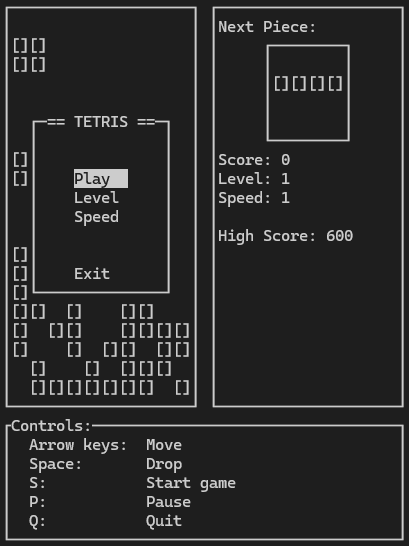 Next Piece:
[][]
[][]
[][][][]
== TETRIS ==
[]
Score: 0
[]
Play
Level: 1
Level
Speed: 1
Speed
High Score: 600
[]
[]
Exit
[]
[][]  []    [][]
[]  [][]    [][][][]
[]    []  [][]  [][]
[]    []  [][][]
[][][][][][][]  []
Controls:
Arrow keys:  Move
Space:       Drop
S:           Start game
P:           Pause
Q:           Quit